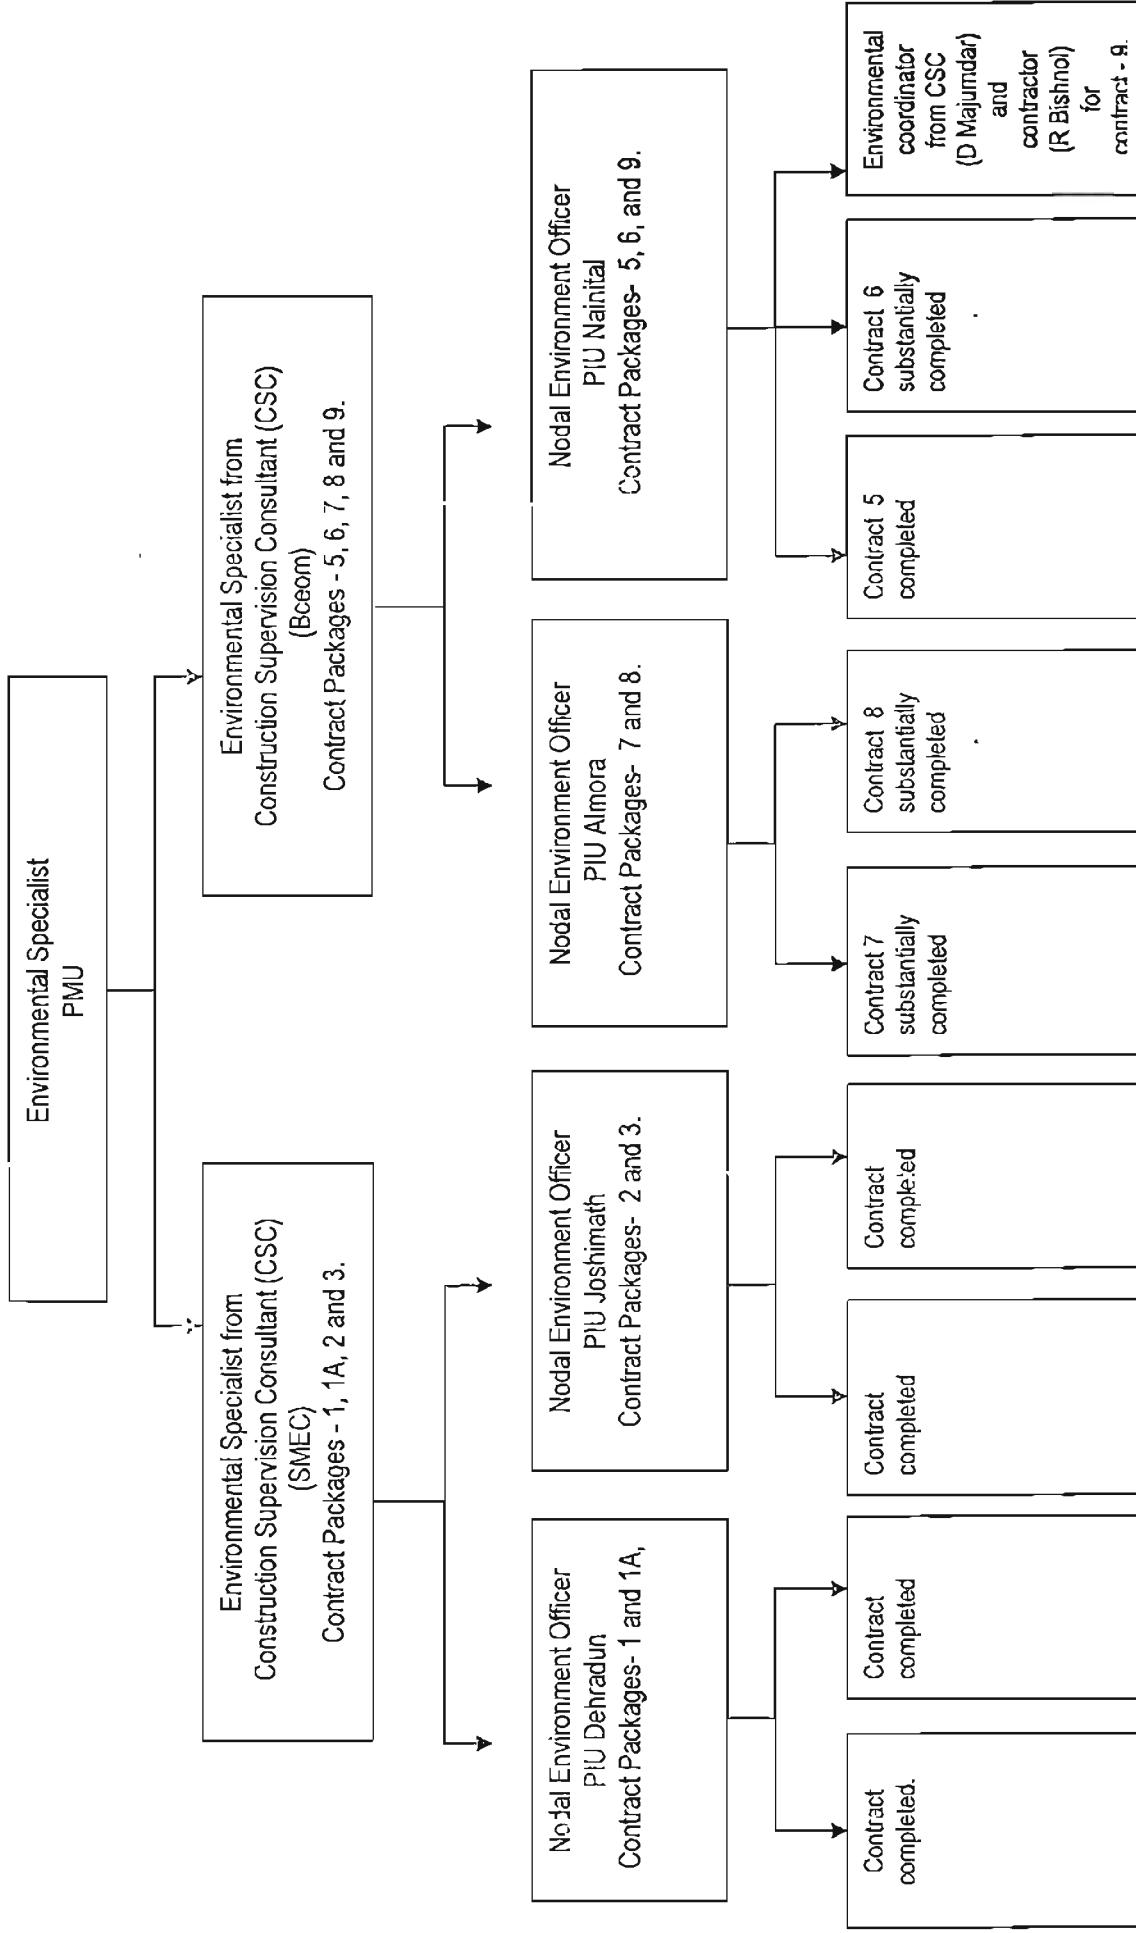 Environmental Specialist
PMU
Environmental Specialist from
Construction Supervision Consultant (CSC)
(SMEC)
Contract Packages - 1, 1A, 2 and 3.
Environmental Specialist from
Construction Supervision Consultant (CSC)
(Bceom)
Contract Packages - 5, 6, 7, 8 and 9.
Nodal Environment Officer
PIU Dehradun
Contract Packages- 1 and 1A,
Nodal Environment Officer
PIU Joshimath
Contract Packages- 2 and 3.
Nodal Environment Officer
PIU Almora
Contract Packages- 7 and 8.
Nodal Environment Officer
PIU Nainital
Contract Packages- 5, 6, and 9.
Contract
completed.
Contract
completed
Contract
completed
Contract
completed
Contract 7
substantially
completed
Contract 8
substantially
completed
Contract 5
completed
Contract 6
substantially
completed
Environmental
coordinator
from CSC
(D Majumdar)
and
contractor
(R Bishnol)
for
contract - 9.